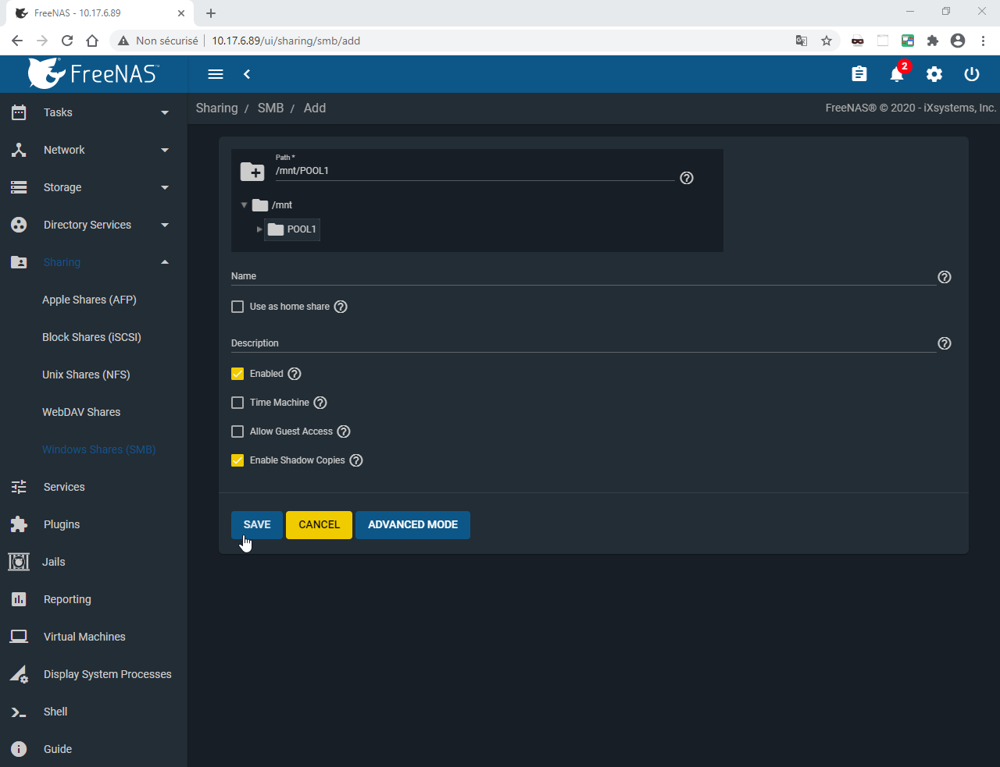 FreeNAS - 10.17.6.89
Non sécurisé
10.17.6.89/ui/sharing/smb/add
FreeNAS™
2
Sharing / SMB / Add
FreeNAS® © 2020 - iXsystems, Inc.
Tasks
Network
Storage
Directory Services
Sharing
Apple Shares (AFP)
Block Shares (iSCSI)
Unix Shares (NFS)
WebDAV Shares
Windows Shares (SMB)
Services
Plugins
Jails
Reporting
Virtual Machines
Display System Processes
Shell
Guide
Path *
/mnt/POOL1
/mnt
POOL1
Name
Use as home share
Description
Enabled
Time Machine
Allow Guest Access
Enable Shadow Copies
SAVE
CANCEL
ADVANCED MODE